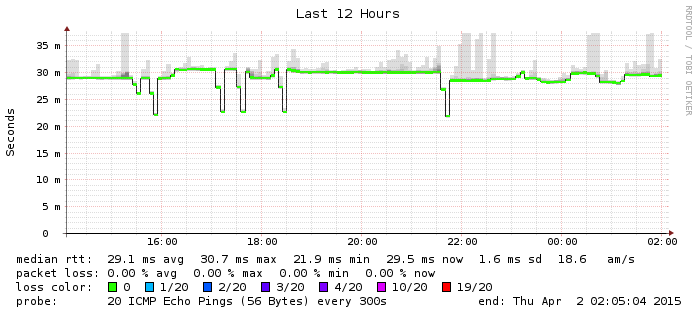 Last 12 Hours
RRDTOOL / TOBI OETIKER
Seconds
35 m
30 m
25 m
20 m
15 m
10 m
5 m
0
16:00 18:00 20:00 22:00 00:00 02:00
median rtt: 29.1 ms avg 30.7 ms max 21.9 ms min 29.5 ms now 1.6 ms sd 18.6 am/s
packet loss: 0.00 % avg 0.00 % max 0.00 % min 0.00 % now
loss color: 0 1/20 2/20 3/20 4/20 10/20 19/20
probe: 20 ICMP Echo Pings (56 Bytes) every 300s end: Thu Apr 2 02:05:04 2015